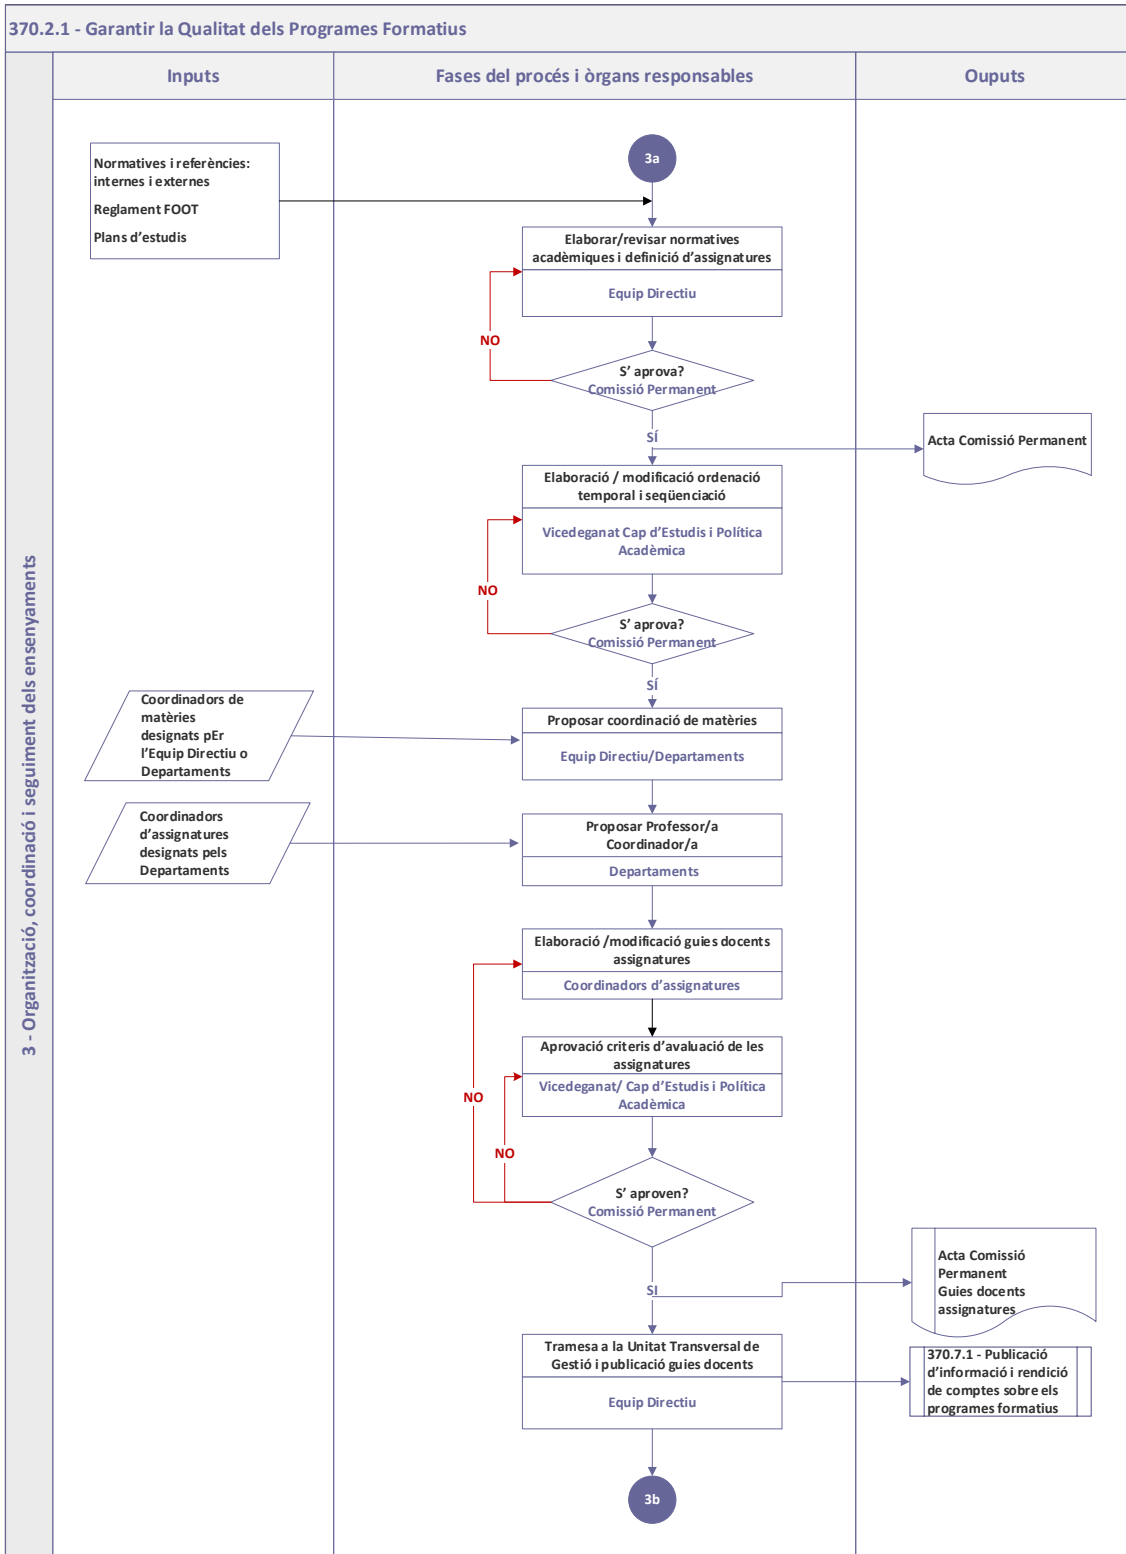 370.2.1 - Garantir la Qualitat dels Programes Formatius
Inputs
Fases del procés i òrgans responsables
Ouputs
3 - Organització, coordinació i seguiment dels ensenyaments
3a
Normatives i referències:
internes i externes
Reglament FOOT
Plans d'estudis
Elaborar/revisar normatives
acadèmiques i definició d'assignatures
Equip Directiu
NO
S' aprova?
Comissió Permanent
SÍ
Acta Comissió Permanent
Elaboració / modificació ordenació
temporal i seqüenciació
Vicedeganat Cap d'Estudis i Política
Acadèmica
NO
S' aprova?
Comissió Permanent
SÍ
Coordinadors de
matèries
designats pEr
l'Equip Directiu o
Departaments
Proposar coordinació de matèries
Equip Directiu/Departaments
Coordinadors
d'assignatures
designats pels
Departaments
Proposar Professor/a
Coordinador/a
Departaments
Elaboració /modificació guies docents
assignatures
Coordinadors d'assignatures
Aprovació criteris d'avaluació de les
assignatures
Vicedeganat/ Cap d'Estudis i Política
Acadèmica
NO
NO
S' aproven?
Comissió Permanent
SI
Acta Comissió
Permanent
Guies docents
assignatures
Tramesa a la Unitat Transversal de
Gestió i publicació guies docents
Equip Directiu
370.7.1 - Publicació
d'informació i rendició
de comptes sobre els
programes formatius
3b